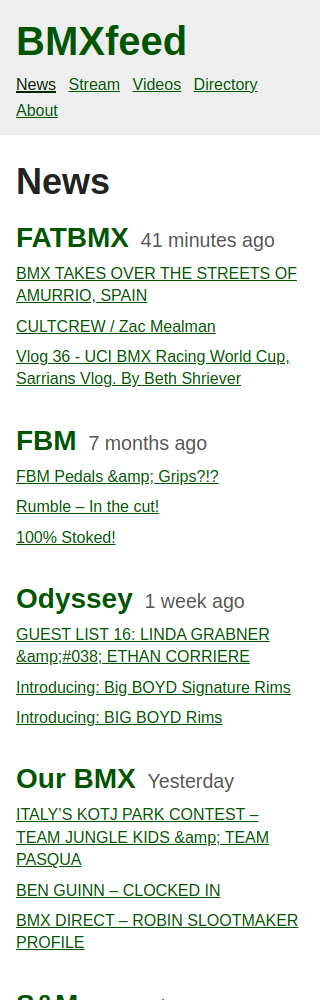 BMXfeed
News Stream Videos Directory
About
News
FATBMX 41 minutes ago
BMX TAKES OVER THE STREETS OF
AMURRIO, SPAIN
CULTCREW / Zac Mealman
Vlog 36 - UCI BMX Racing World Cup,
Sarrians Vlog. By Beth Shriever
FBM 7 months ago
FBM Pedals &amp; Grips?!?
Rumble – In the cut!
100% Stoked!
Odyssey 1 week ago
GUEST LIST 16: LINDA GRABNER
&amp;#038; ETHAN CORRIERE
Introducing: Big BOYD Signature Rims
Introducing: BIG BOYD Rims
Our BMX Yesterday
ITALY’S KOTJ PARK CONTEST –
TEAM JUNGLE KIDS &amp; TEAM
PASQUA
BEN GUINN – CLOCKED IN
BMX DIRECT – ROBIN SLOOTMAKER
PROFILE
S&M